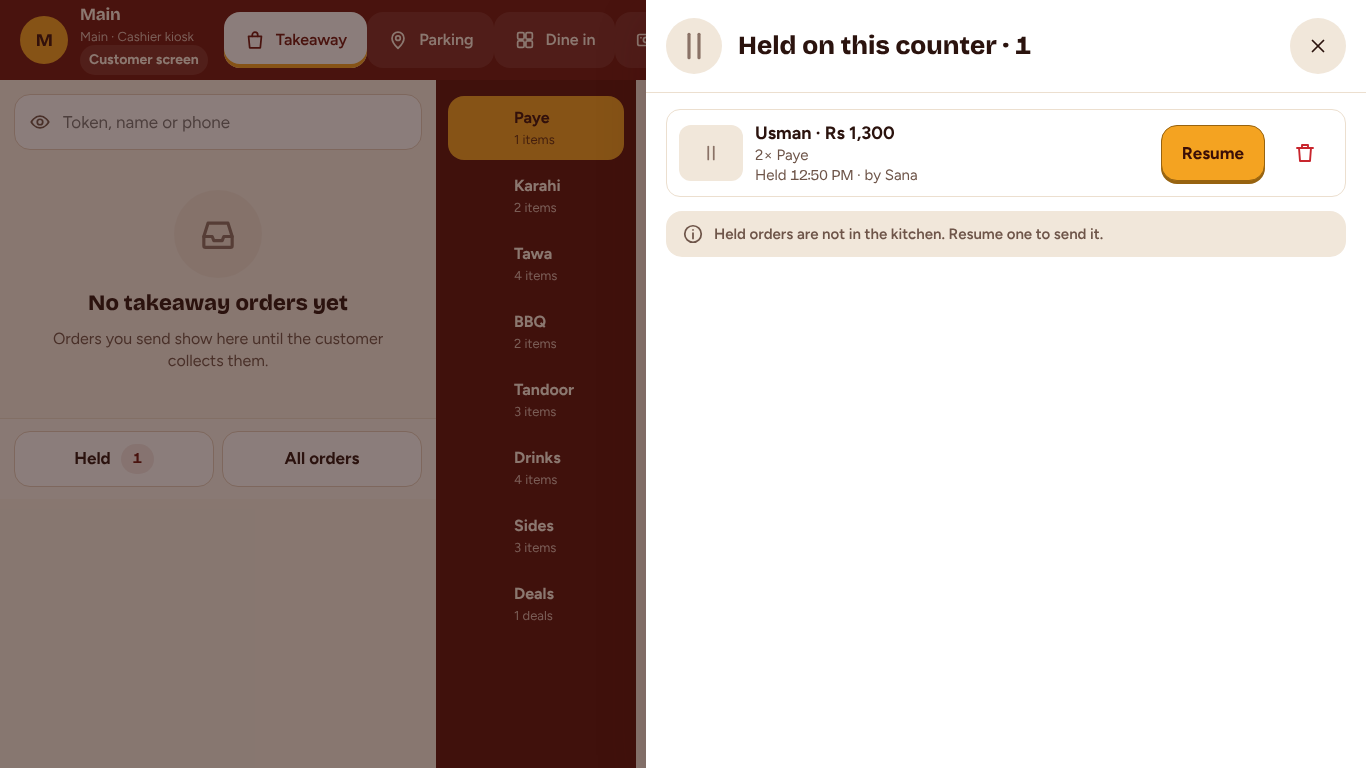 M
Main
Main · Cashier kiosk
Customer screen
Takeaway
Parking
Dine in
Token, name or phone
No takeaway orders yet
Orders you send show here until the customer
collects them.
Held 1
All orders
Paye
1 items
Karahi
2 items
Tawa
4 items
BBQ
2 items
Tandoor
3 items
Drinks
4 items
Sides
3 items
Deals
1 deals
Held on this counter · 1
Usman · Rs 1,300
2× Paye
Held 12:50 PM · by Sana
Resume
Held orders are not in the kitchen. Resume one to send it.